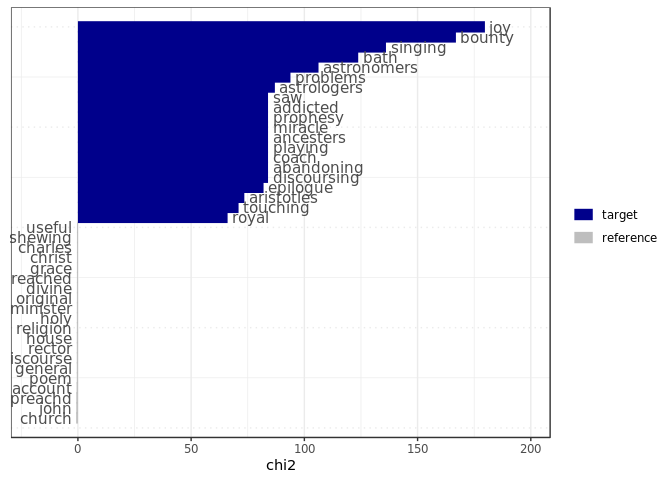 joy
bounty
singing
bath
astronomers
problems
astrologers
saw
addicted
prophesy
miracle
ancesters
playing
coach
abandoning
discoursing
epilogue
aristotles
touching
royal
useful
shewing
charles
christ
grace
reached
divine
original
minister
holy
religion
house
rector
iscourse
general
poem
account
preachd
john
church
target
reference
0 50 100 150 200
chi2